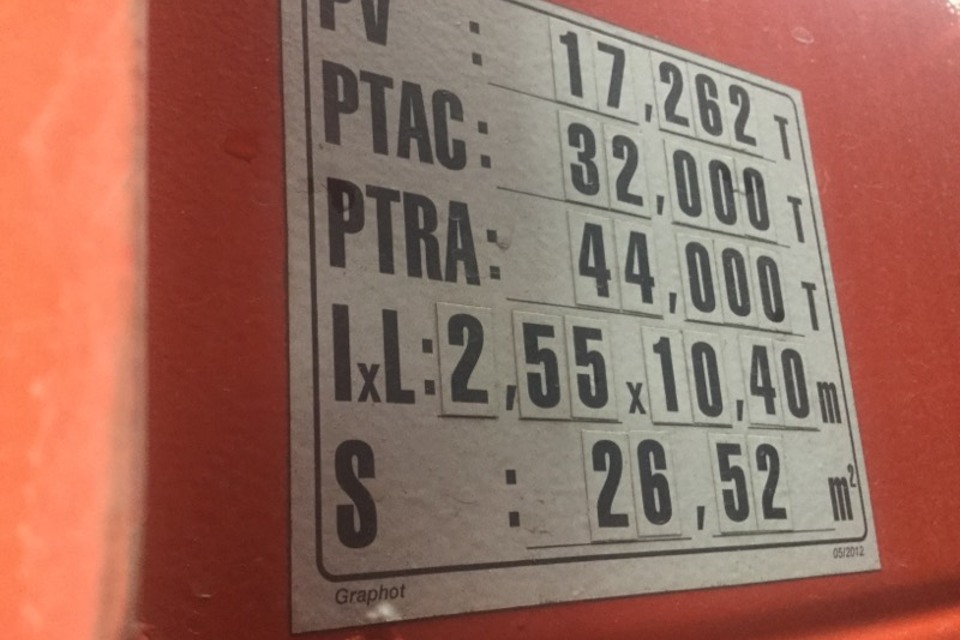 PV : 17,262 T
PTAC : 32,000 T
PTRA : 44,000 T
lxL : 2,55 x 10,40 m
S : 26,52 m²
05/2012
Graphot